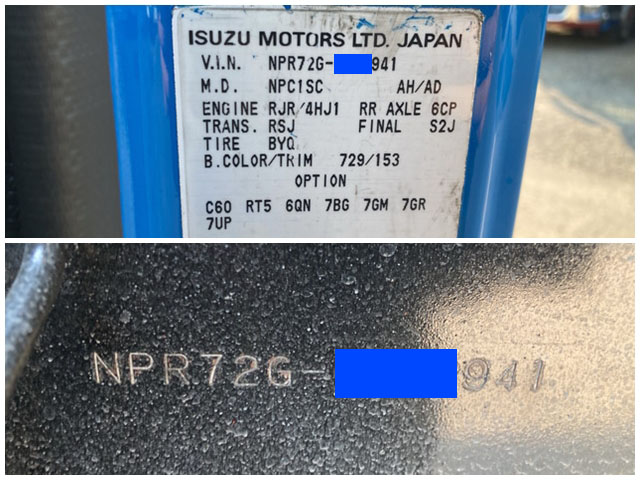 ISUZU MOTORS LTD. JAPAN
V.I.N. NPR72G- 941
M.D. NPC1SC AH/AD
ENGINE RJR/4HJ1 RR AXLE 6CP
TRANS. RSJ FINAL S2J
TIRE BYQ
B.COLOR/TRIM 729/153
OPTION
C60 RT5 6QN 7BG 7GM 7GR
7UP
NPR72G- 941